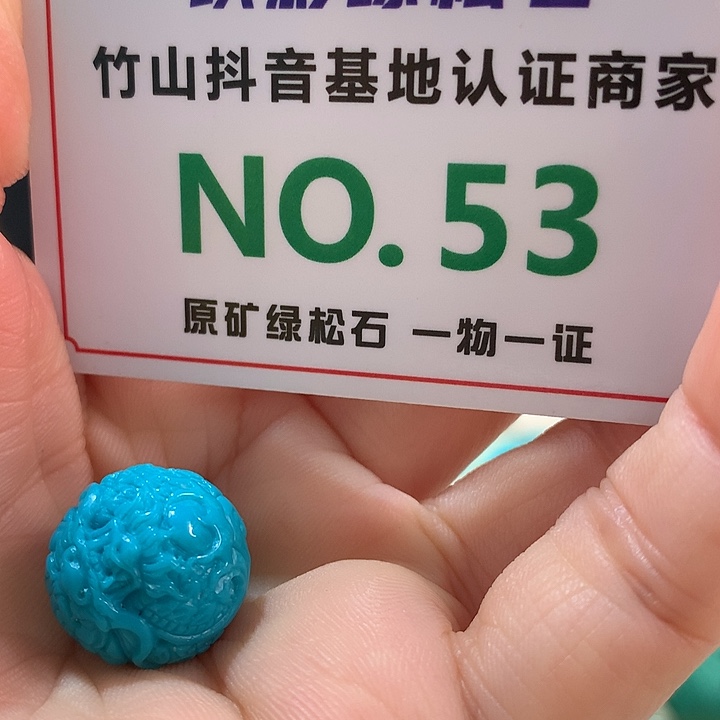 竹山抖音基地认证商家
NO.53
原矿绿松石 一物一证